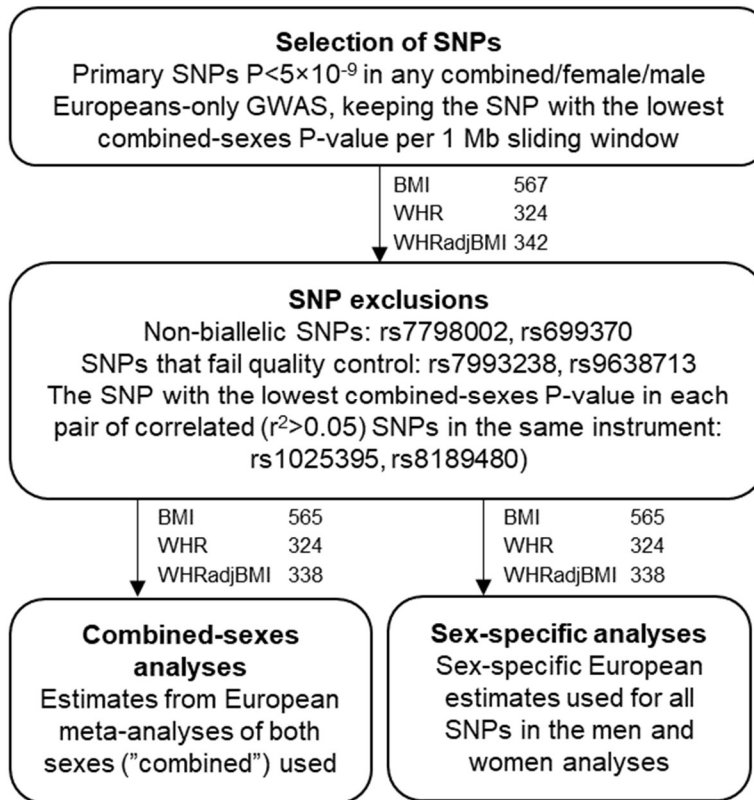 Selection of SNPs
Primary SNPs P<5×10⁻⁹ in any combined/female/male
Europeans-only GWAS, keeping the SNP with the lowest
combined-sexes P-value per 1 Mb sliding window
BMI 567
WHR 324
WHRadjBMI 342
SNP exclusions
Non-biallelic SNPs: rs7798002, rs699370
SNPs that fail quality control: rs7993238, rs9638713
The SNP with the lowest combined-sexes P-value in each
pair of correlated (r²>0.05) SNPs in the same instrument:
rs1025395, rs8189480)
BMI 565
WHR 324
WHRadjBMI 338
BMI 565
WHR 324
WHRadjBMI 338
Combined-sexes
analyses
Estimates from European
meta-analyses of both
sexes (”combined”) used
Sex-specific analyses
Sex-specific European
estimates used for all
SNPs in the men and
women analyses